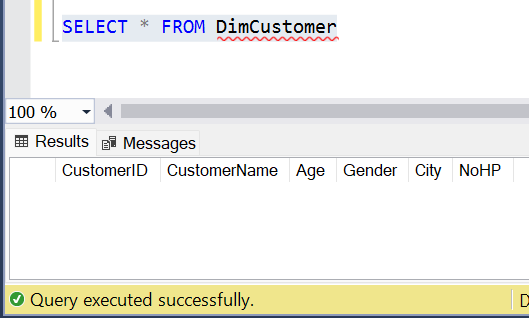 SELECT * FROM DimCustomer
100 %
Results Messages
CustomerID CustomerName Age Gender City NoHP
Query executed successfully.
D